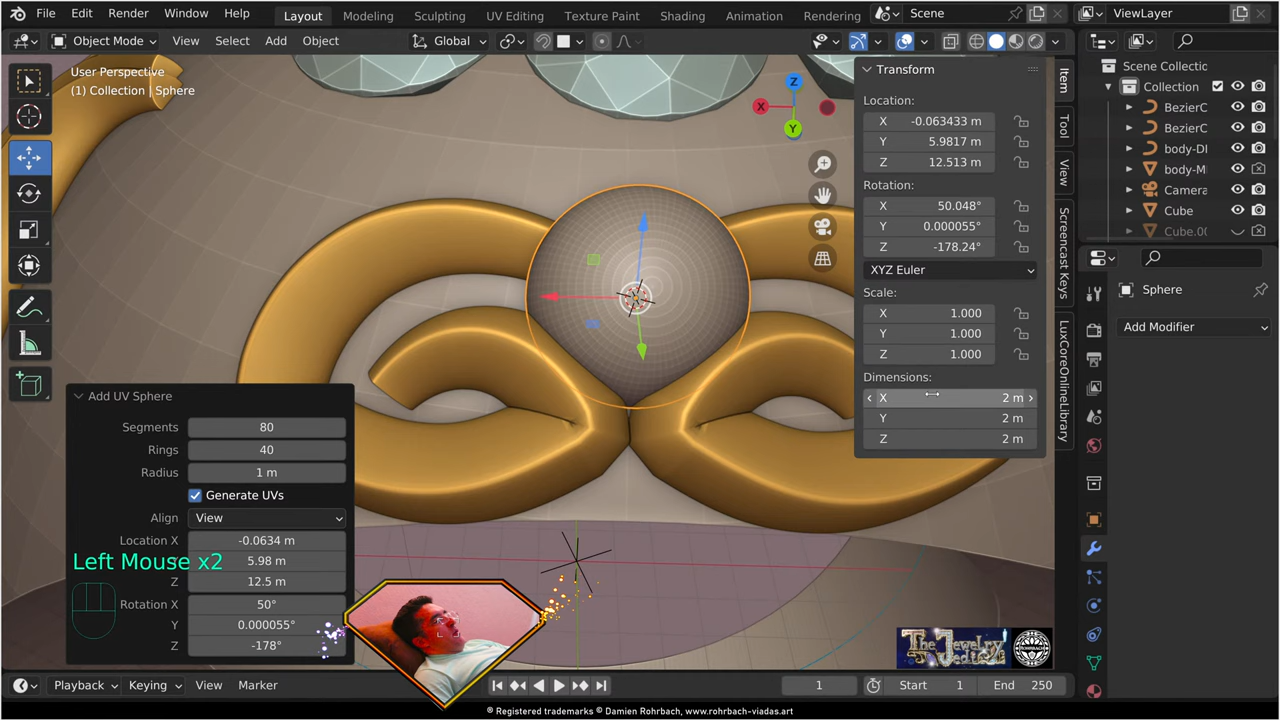 File Edit Render Window Help Layout Modeling Sculpting UV Editing Texture Paint Shading Animation Rendering Scene ViewLayer
Object Mode View Select Add Object Global
User Perspective
(1) Collection | Sphere
Z
X
Y
Transform
Location:
X -0.063433 m
Y 5.9817 m
Z 12.513 m
Rotation:
X 50.048°
Y 0.000055°
Z -178.24°
XYZ Euler
Scale:
X 1.000
Y 1.000
Z 1.000
Dimensions:
X 2 m
Y 2 m
Z 2 m
Item
Tool
View
Screencast Keys
LuxCoreOnlineLibrary
Scene Collectic
Collection
BezierC
BezierC
body-DI
body-M
Camera
Cube
Cube.00
Sphere
Add Modifier
Add UV Sphere
Segments 80
Rings 40
Radius 1 m
Generate UVs
Align View
Location X -0.0634 m
5.98 m
Z 12.5 m
Rotation X 50°
Y 0.000055°
Z -178°
Left Mouse x2
The Jewelry
ROHRBACH
Playback Keying View Marker 1 Start 1 End 250
® Registered trademarks © Damien Rohrbach, www.rohrbach-viadas.art